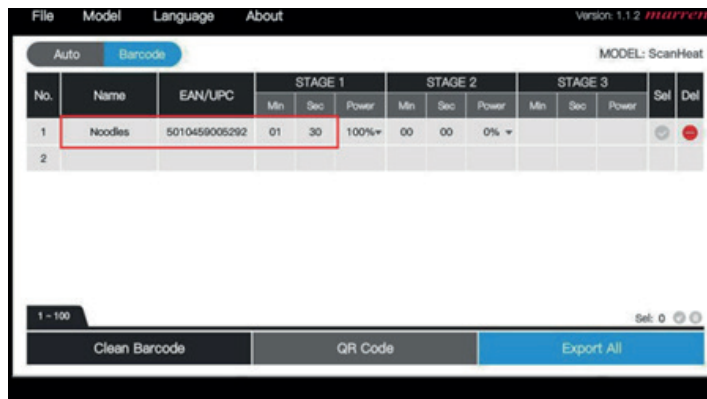 File Model Language About Version: 1.1.2 marren
Auto Barcode MODEL: ScanHeat
No. Name EAN/UPC STAGE 1 STAGE 2 STAGE 3 Sel Del
Min Sec Power Min Sec Power Min Sec Power
1 Noodles 5010459005292 01 30 100% 00 00 0%
2
1 - 100 Sel: 0
Clean Barcode QR Code Export All